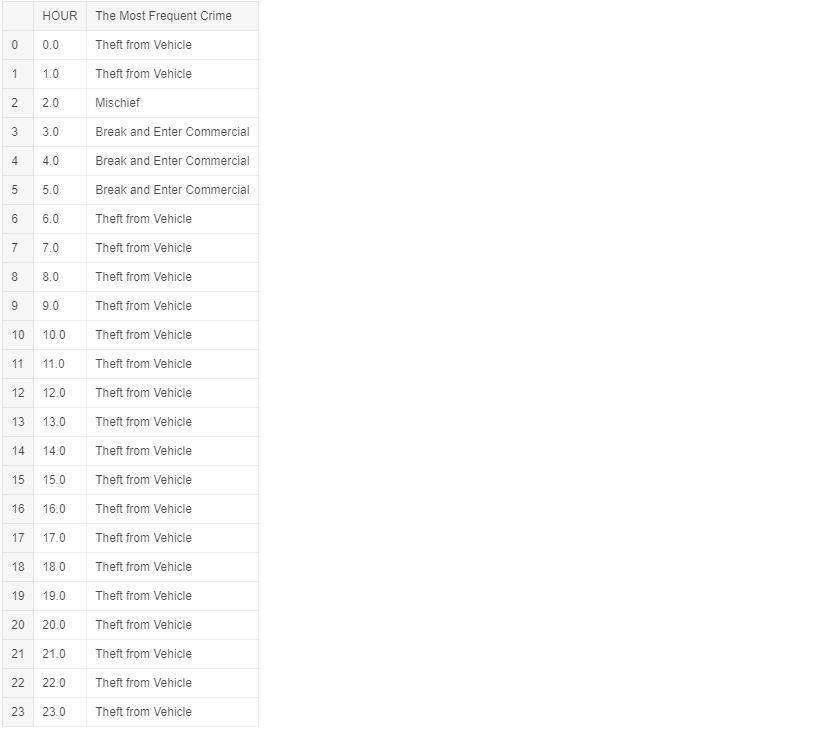 HOUR The Most Frequent Crime
0 0.0 Theft from Vehicle
1 1.0 Theft from Vehicle
2 2.0 Mischief
3 3.0 Break and Enter Commercial
4 4.0 Break and Enter Commercial
5 5.0 Break and Enter Commercial
6 6.0 Theft from Vehicle
7 7.0 Theft from Vehicle
8 8.0 Theft from Vehicle
9 9.0 Theft from Vehicle
10 10.0 Theft from Vehicle
11 11.0 Theft from Vehicle
12 12.0 Theft from Vehicle
13 13.0 Theft from Vehicle
14 14.0 Theft from Vehicle
15 15.0 Theft from Vehicle
16 16.0 Theft from Vehicle
17 17.0 Theft from Vehicle
18 18.0 Theft from Vehicle
19 19.0 Theft from Vehicle
20 20.0 Theft from Vehicle
21 21.0 Theft from Vehicle
22 22.0 Theft from Vehicle
23 23.0 Theft from Vehicle